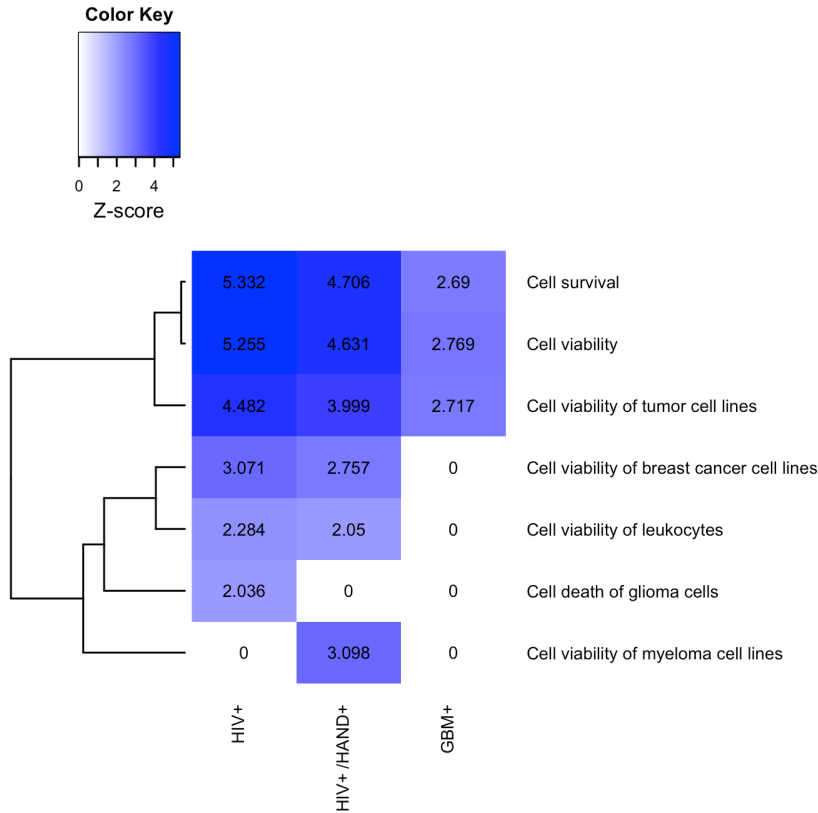 Color Key
0 2 4
Z-score
5.332 4.706 2.69 Cell survival
5.255 4.631 2.769 Cell viability
4.482 3.999 2.717 Cell viability of tumor cell lines
3.071 2.757 0 Cell viability of breast cancer cell lines
2.284 2.05 0 Cell viability of leukocytes
2.036 0 0 Cell death of glioma cells
0 3.098 0 Cell viability of myeloma cell lines
HIV+
HIV+ /HAND+
GBM+